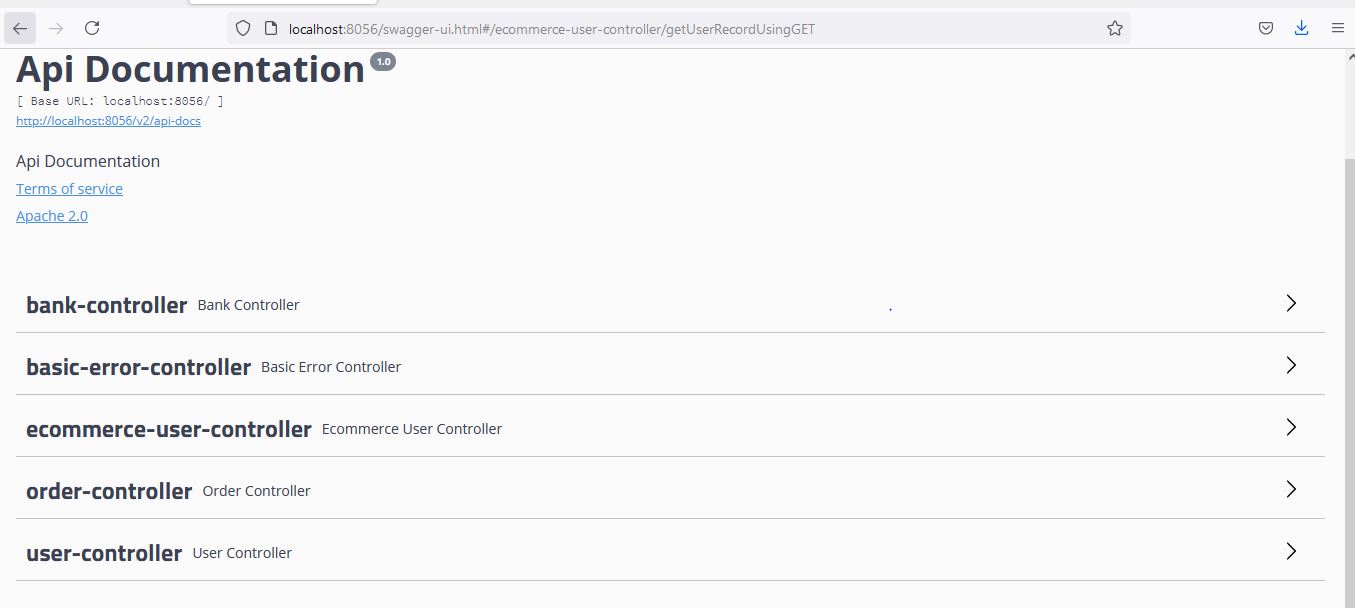 localhost:8056/swagger-ui.html#/ecommerce-user-controller/getUserRecordUsingGET
Api Documentation 1.0
[ Base URL: localhost:8056/ ]
http://localhost:8056/v2/api-docs
Api Documentation
Terms of service
Apache 2.0
bank-controller Bank Controller
basic-error-controller Basic Error Controller
ecommerce-user-controller Ecommerce User Controller
order-controller Order Controller
user-controller User Controller